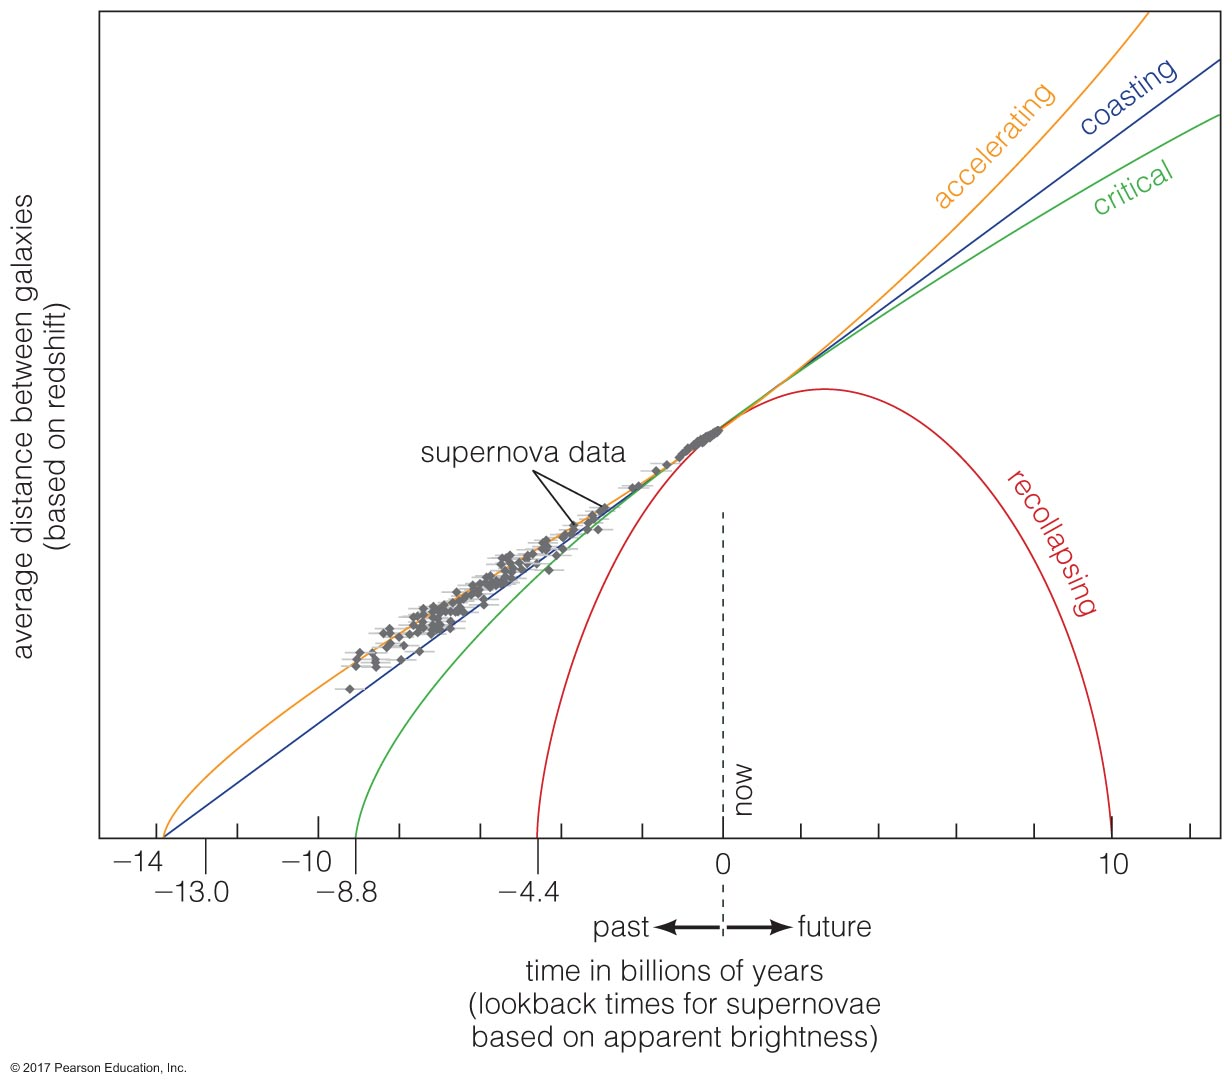 average distance between galaxies
(based on redshift)
accelerating
coasting
critical
supernova data
recollapsing
now
−14
−10
0
10
−13.0
−8.8
−4.4
past
future
time in billions of years
(lookback times for supernovae
based on apparent brightness)
© 2017 Pearson Education, Inc.